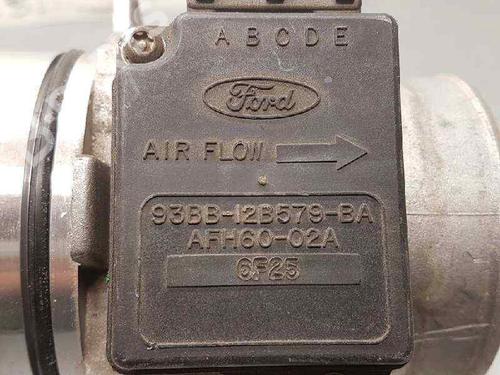 A B C D E
Ford
AIR FLOW
93BB-12B579-BA
AFH60-02A
6F25